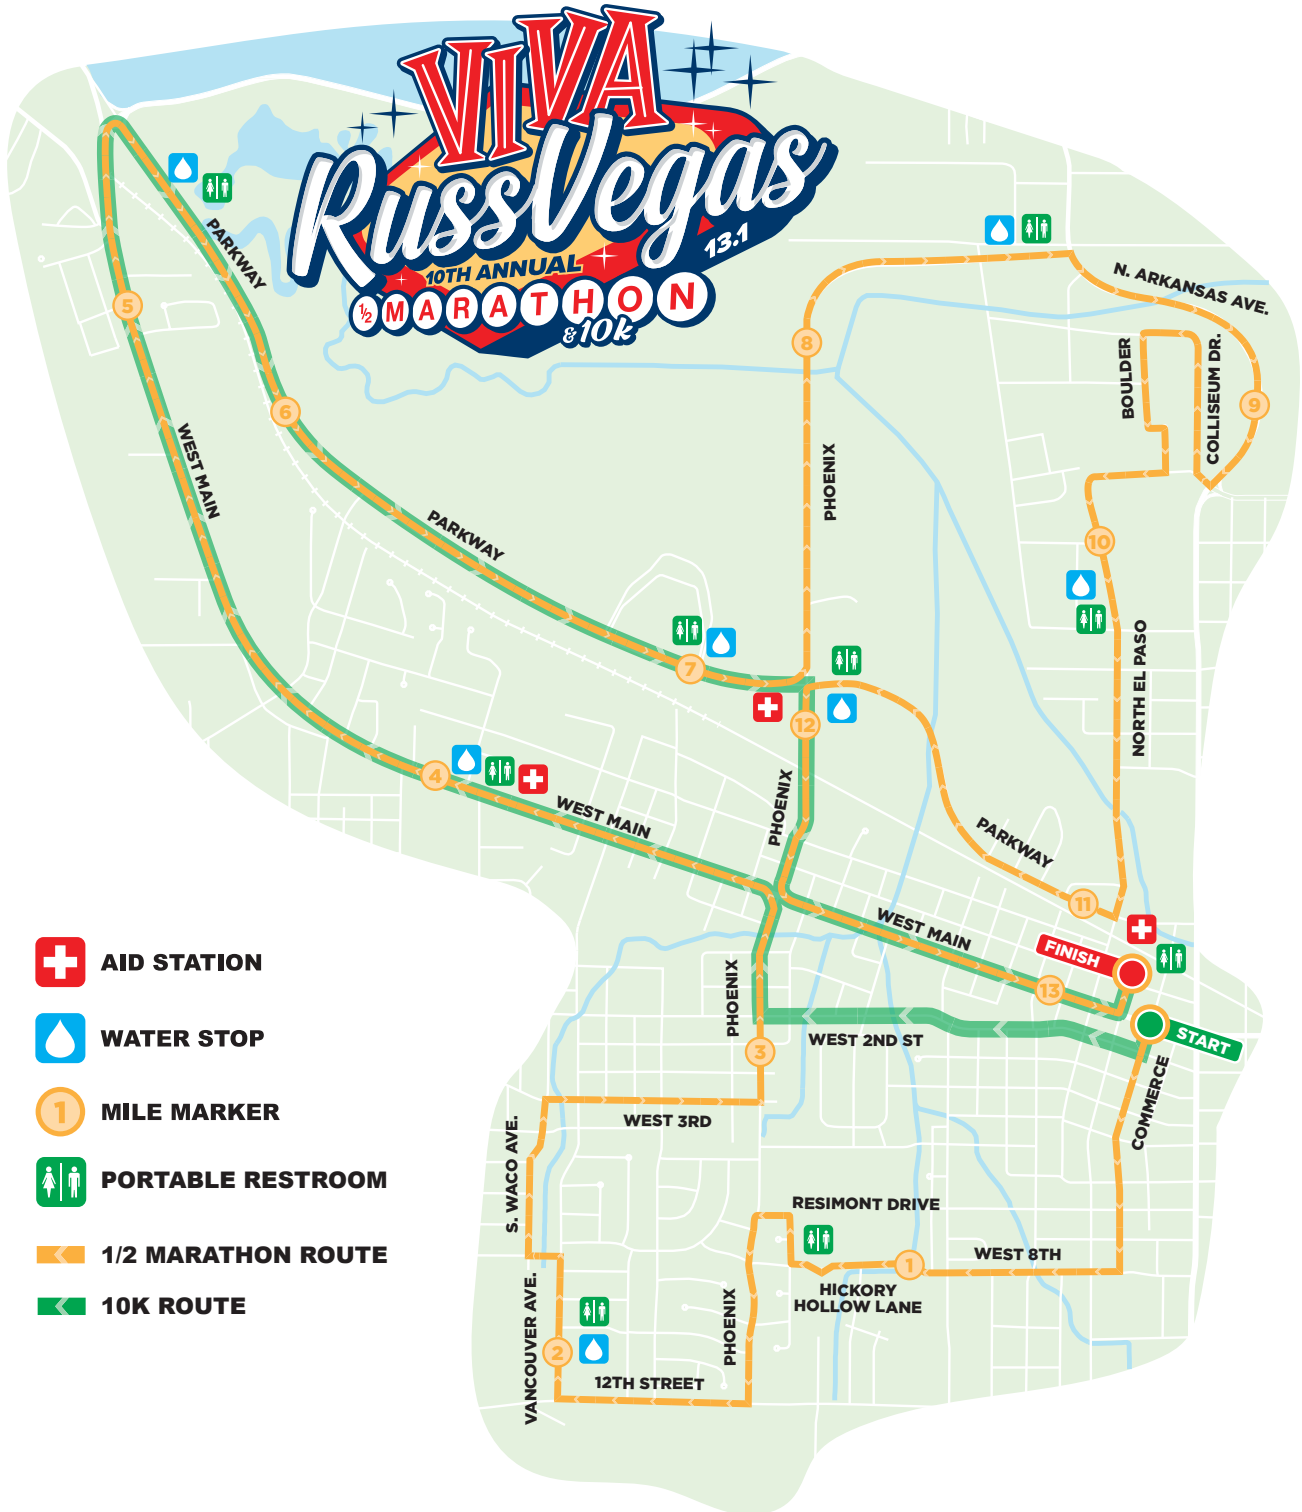 VIVA
RussVegas
13.1
10TH ANNUAL
1/2 MARATHON
& 10k
PARKWAY
N. ARKANSAS AVE.
5
8
BOULDER
COLLISEUM DR.
9
6
WEST MAIN
PHOENIX
PARKWAY
10
NORTH EL PASO
7
12
4
WEST MAIN
PHOENIX
PARKWAY
11
WEST MAIN
FINISH
13
AID STATION
PHOENIX
WATER STOP
3
WEST 2ND ST
START
1
MILE MARKER
WEST 3RD
COMMERCE
S. WACO AVE.
PORTABLE RESTROOM
RESIMONT DRIVE
1/2 MARATHON ROUTE
1
WEST 8TH
HICKORY
HOLLOW LANE
10K ROUTE
VANCOUVER AVE.
PHOENIX
2
12TH STREET